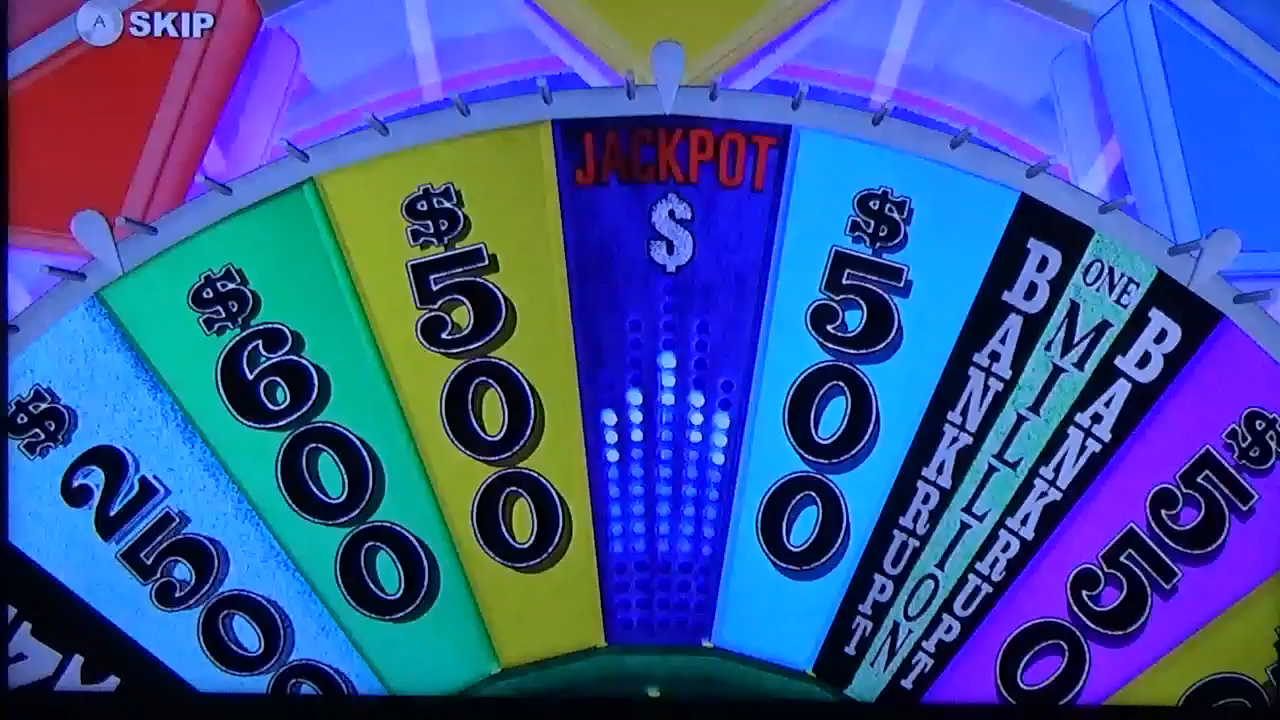 A SKIP
$2500
$600
$500
JACKPOT
$
$500
BANKRUPT
ONE MILLION
BANKRUPT
$550